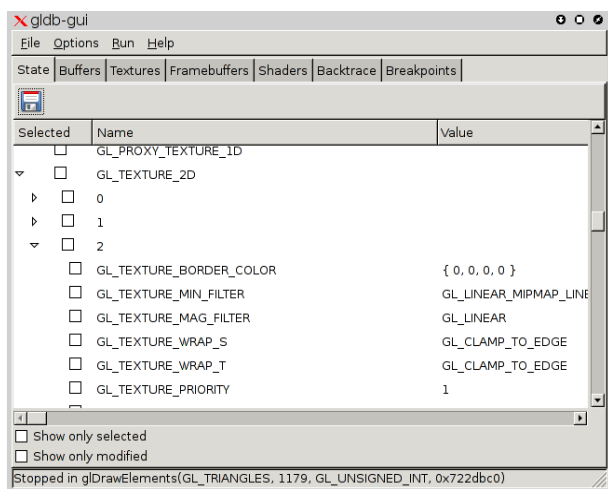 gldb-gui
File Options Run Help
State Buffers Textures Framebuffers Shaders Backtrace Breakpoints
Selected Name Value
GL_PROXY_TEXTURE_1D
GL_TEXTURE_2D
0
1
2
GL_TEXTURE_BORDER_COLOR { 0, 0, 0, 0 }
GL_TEXTURE_MIN_FILTER GL_LINEAR_MIPMAP_LINE
GL_TEXTURE_MAG_FILTER GL_LINEAR
GL_TEXTURE_WRAP_S GL_CLAMP_TO_EDGE
GL_TEXTURE_WRAP_T GL_CLAMP_TO_EDGE
GL_TEXTURE_PRIORITY 1
Show only selected
Show only modified
Stopped in glDrawElements(GL_TRIANGLES, 1179, GL_UNSIGNED_INT, 0x722dbc0)